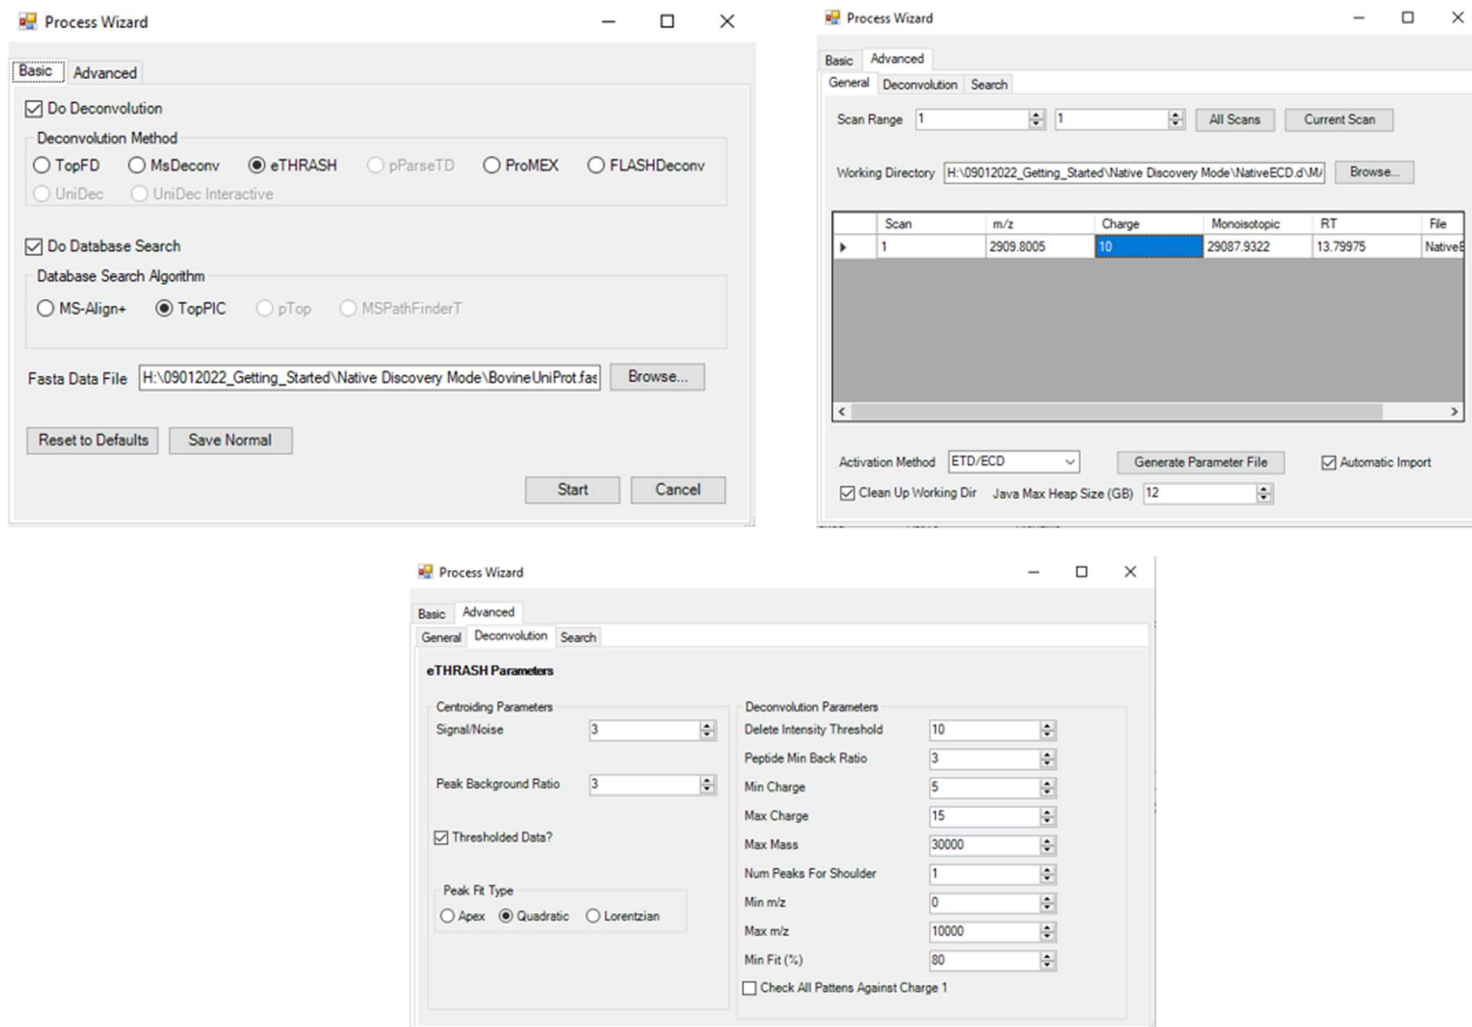 Process Wizard
Basic Advanced
Do Deconvolution
Deconvolution Method
TopFD MsDeconv eTHRASH pParseTD ProMEX FLASHDeconv
UniDec UniDec Interactive
Do Database Search
Database Search Algorithm
MS-Align+ TopPIC pTop MSPathFinderT
Fasta Data File H:\09012022_Getting_Started\Native Discovery Mode\BovineUniProt.fas Browse...
Reset to Defaults Save Normal
Start Cancel
Process Wizard
Basic Advanced
General Deconvolution Search
Scan Range 1 1 All Scans Current Scan
Working Directory H:\09012022_Getting_Started\Native Discovery Mode\NativeECD.d\M/ Browse...
Scan m/z Charge Monoisotopic RT File
1 2909.8005 10 29087.9322 13.79975 NativeE
Activation Method ETD/ECD Generate Parameter File Automatic Import
Clean Up Working Dir Java Max Heap Size (GB) 12
Process Wizard
Basic Advanced
General Deconvolution Search
eTHRASH Parameters
Centroiding Parameters
Signal/Noise 3
Peak Background Ratio 3
Thresholded Data?
Peak Fit Type
Apex Quadratic Lorentzian
Deconvolution Parameters
Delete Intensity Threshold 10
Peptide Min Back Ratio 3
Min Charge 5
Max Charge 15
Max Mass 30000
Num Peaks For Shoulder 1
Min m/z 0
Max m/z 10000
Min Fit (%) 80
Check All Pattens Against Charge 1